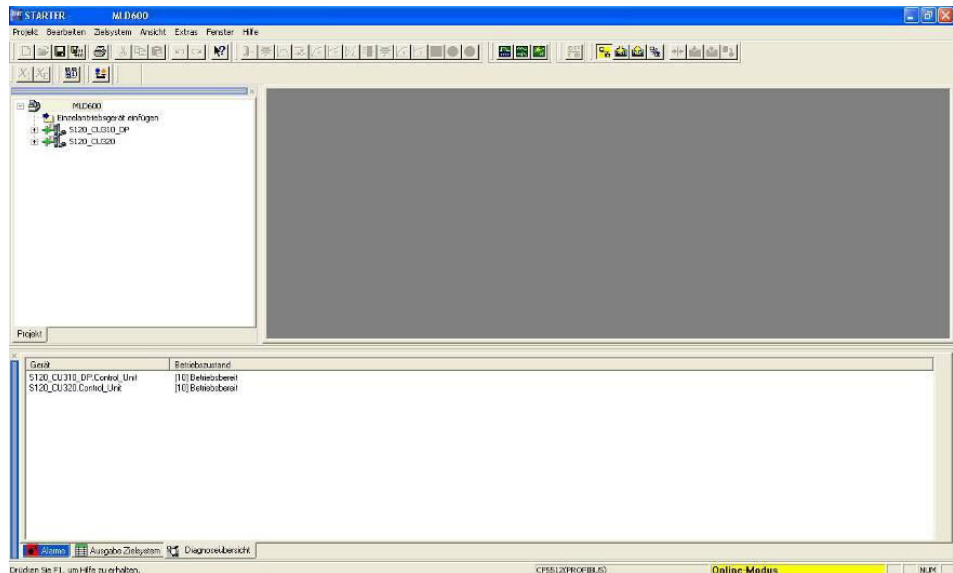 STARTER MLD600
Projekt Bearbeiten Zielsystem Ansicht Extras Fenster Hilfe
MLD600
Einzelantriebsgerät einfügen
S120_CU310_DP
S120_CU320
Projekt
Gerät Betriebszustand
S120_CU310_DP.Control_Unit [10] Betriebsbereit
S120_CU320.Control_Unit [10] Betriebsbereit
Alarme Ausgabe Zielsystem Diagnoseübersicht
Drücken Sie F1, um Hilfe zu erhalten. CP5512(PROFIBUS) Online-Modus NUM